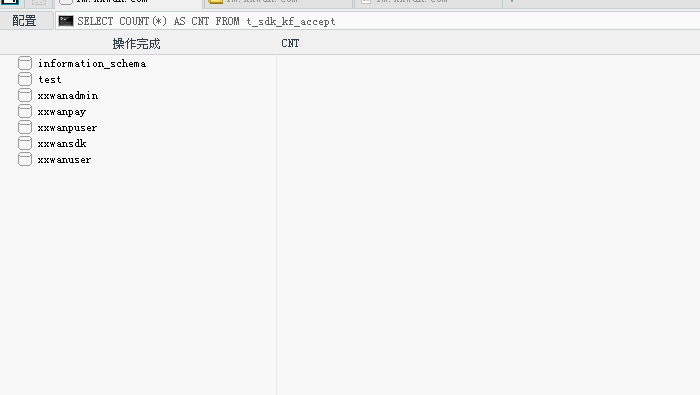 配置
SELECT COUNT(*) AS CNT FROM t_sdk_kf_accept
操作完成
CNT
information_schema
test
xxwanadmin
xxwanpay
xxwanpuser
xxwansdk
xxwanuser